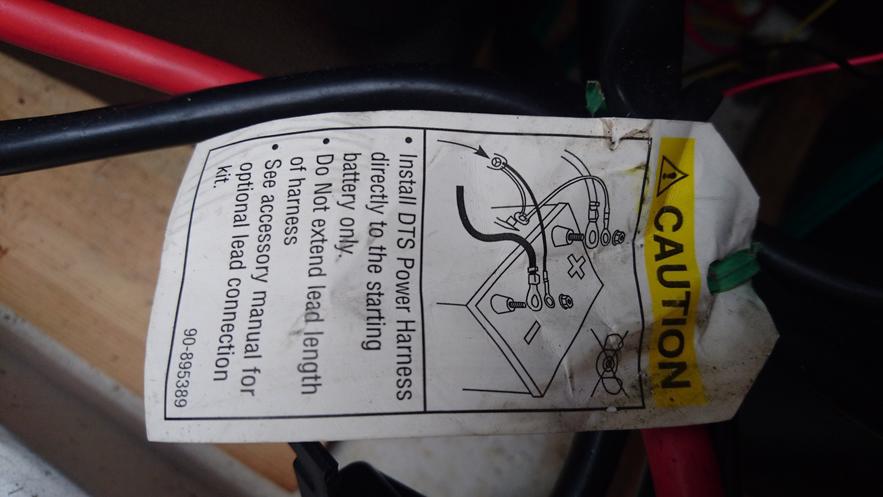 CAUTION
• Install DTS Power Harness
directly to the starting
battery only.
• Do Not extend lead length
of harness
• See accessory manual for
optional lead connection
kit.
90-895389